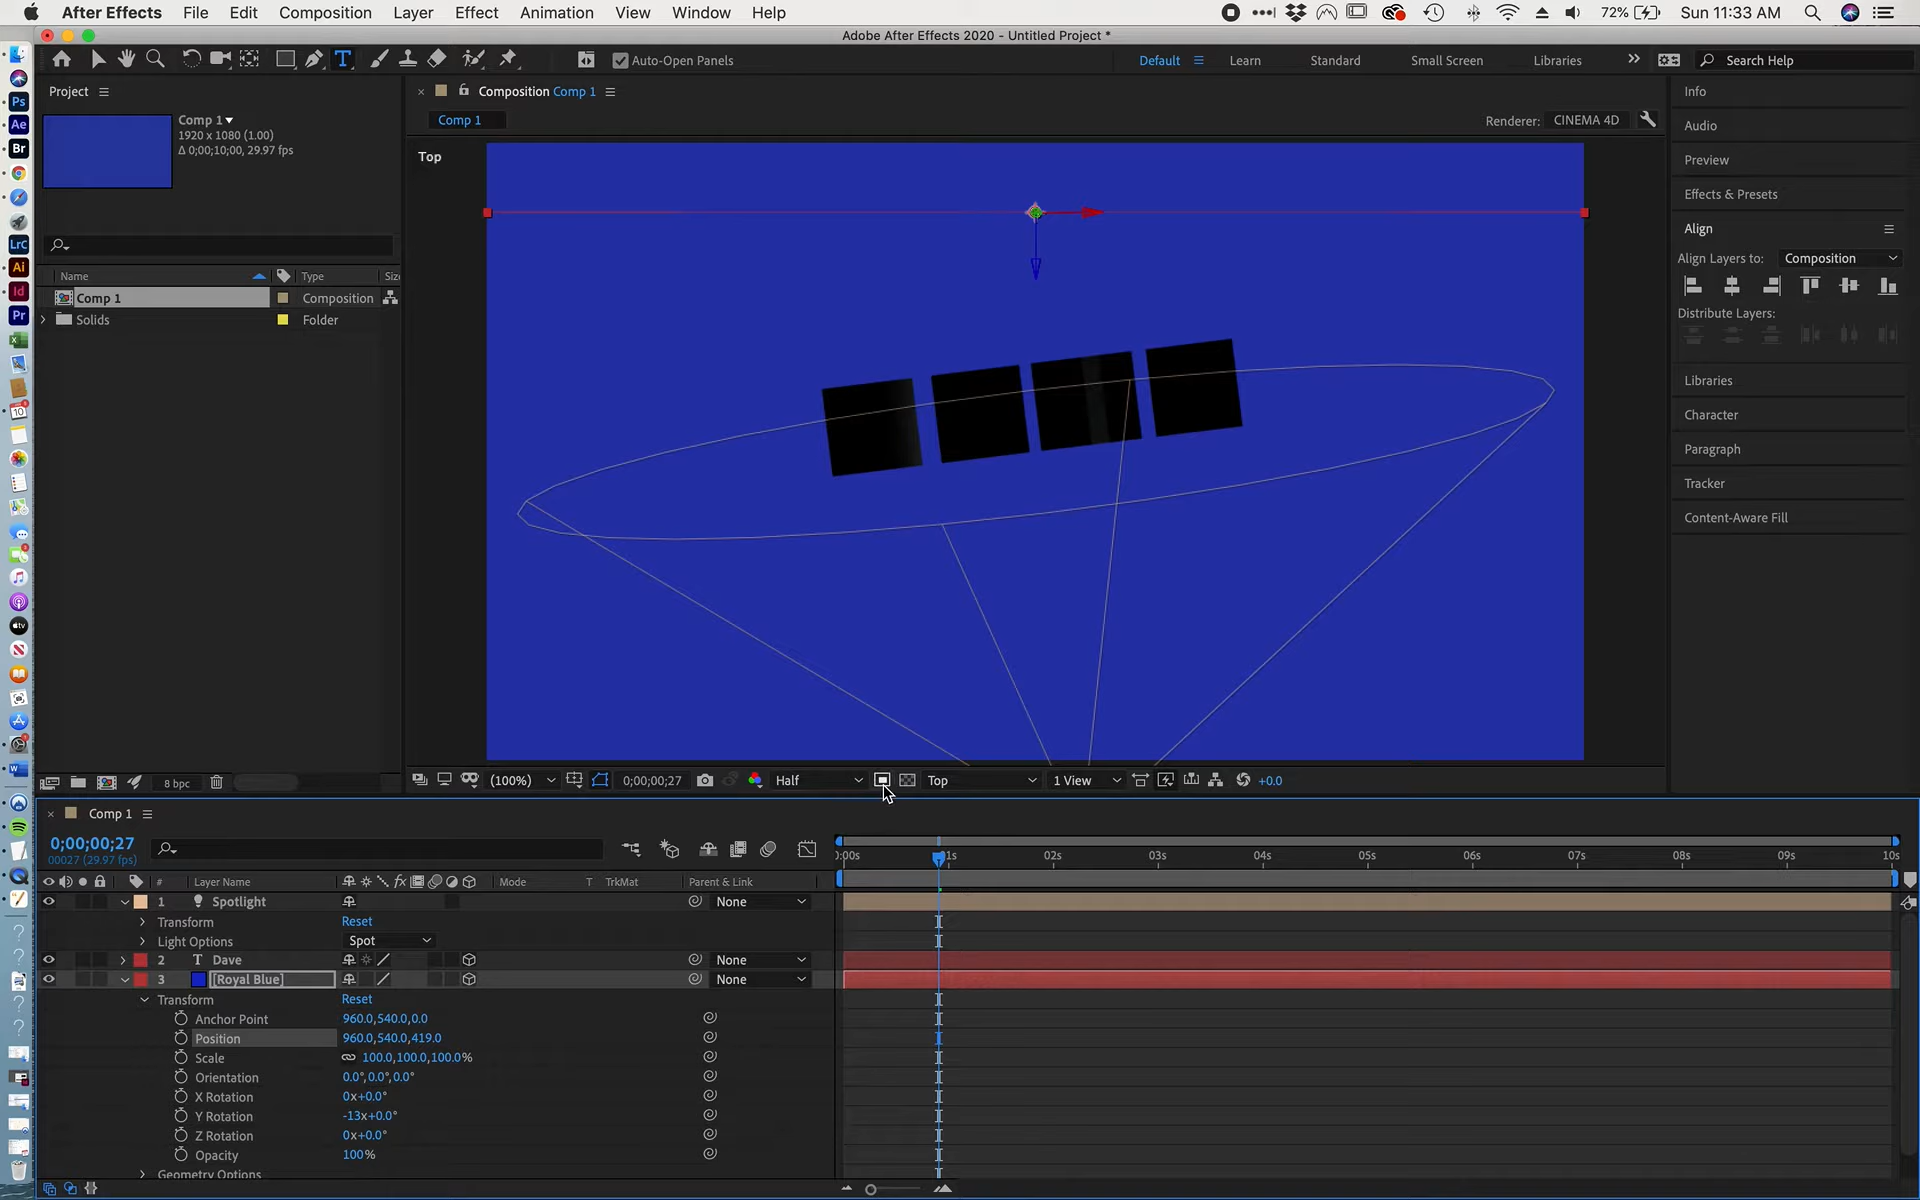 After Effects File Edit Composition Layer Effect Animation View Window Help
72% Sun 11:33 AM
Adobe After Effects 2020 - Untitled Project *
Auto-Open Panels
Default Learn Standard Small Screen Libraries Search Help
Project
Composition Comp 1
Comp 1
1920 x 1080 (1.00)
Δ 0;00;10;00, 29.97 fps
Comp 1
Renderer: CINEMA 4D
Top
Name Type Siz
Comp 1 Composition
Solids Folder
Info
Audio
Preview
Effects & Presets
Align
Align Layers to: Composition
Distribute Layers:
Libraries
Character
Paragraph
Tracker
Content-Aware Fill
Ps
Ae
Br
LrC
Ai
Id
Pr
8 bpc
(100%) 0;00;00;27 Half Top 1 View +0.0
Comp 1
0;00;00;27
00027 (29.97 fps)
):00s 01s 02s 03s 04s 05s 06s 07s 08s 09s 10s
# Layer Name fx Mode T TrkMat Parent & Link
1 Spotlight None
Transform Reset
Light Options Spot
2 T Dave None
3 [Royal Blue] None
Transform Reset
Anchor Point 960.0,540.0,0.0
Position 960.0,540.0,419.0
Scale 100.0,100.0,100.0%
Orientation 0.0°,0.0°,0.0°
X Rotation 0x+0.0°
Y Rotation -13x+0.0°
Z Rotation 0x+0.0°
Opacity 100%
Geometry Options